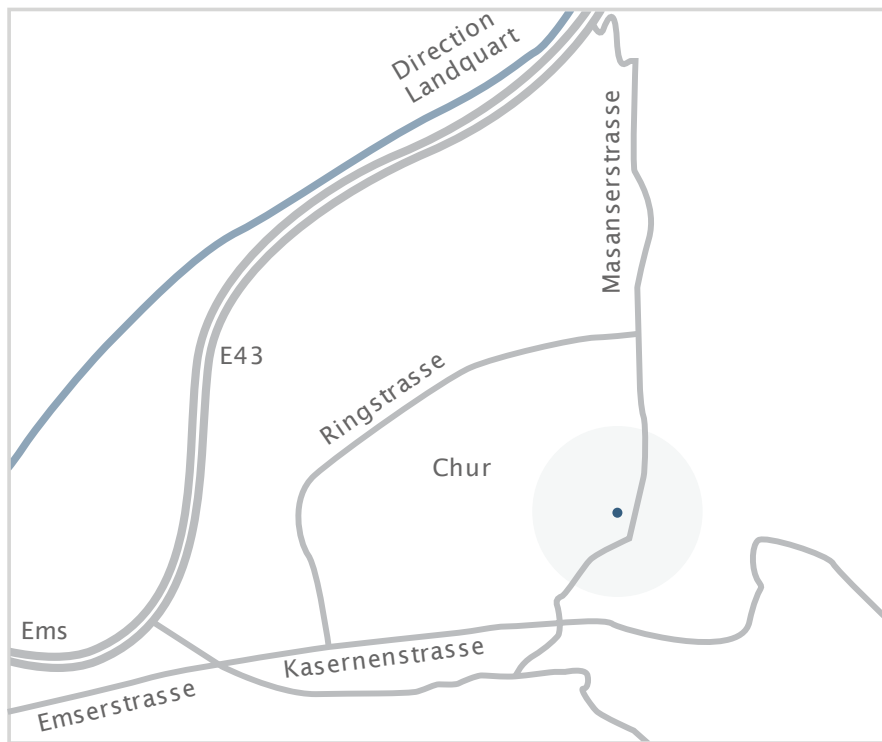 Direction
Landquart
Masanserstrasse
E43
Ringstrasse
Chur
Ems
Kasernenstrasse
Emserstrasse